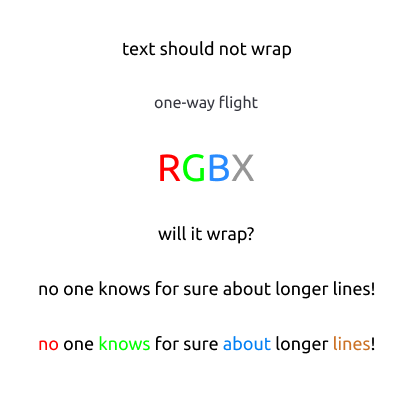 text should not wrap
one-way flight
RGBX
will it wrap?
no one knows for sure about longer lines!
no one knows for sure about longer lines!